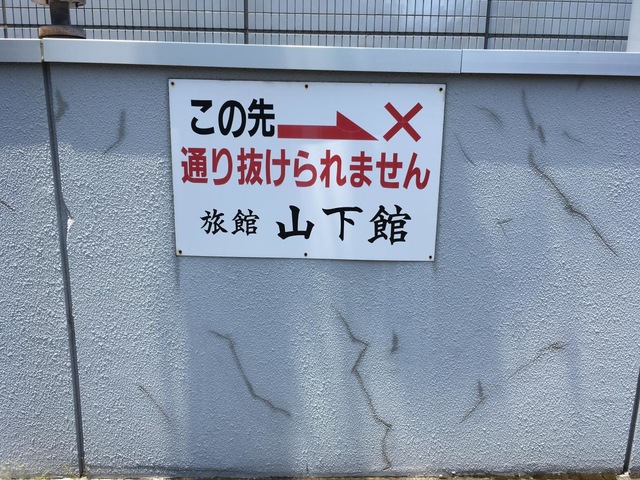 この先→×
通り抜けられません
旅館 山下館